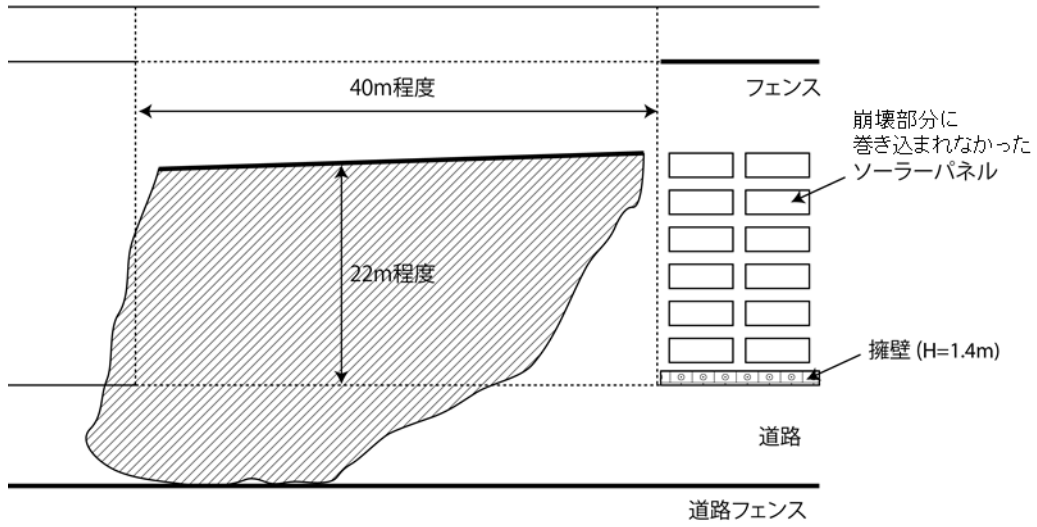 40m程度
フェンス
崩壊部分に
巻き込まれなかった
ソーラーパネル
22m程度
擁壁 (H=1.4m)
道路
道路フェンス